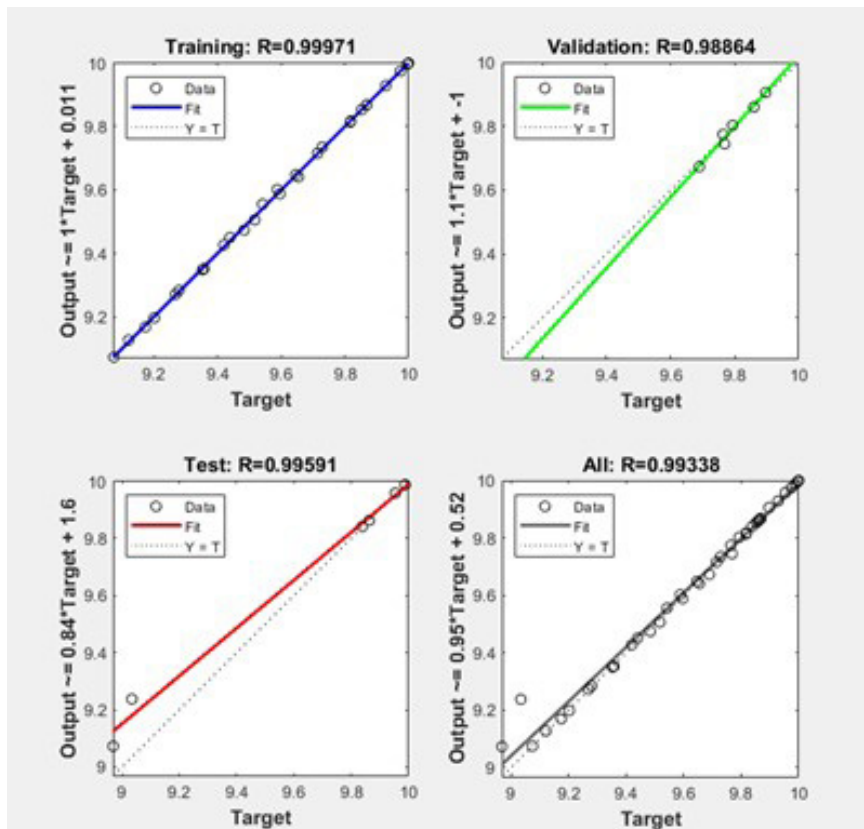 Training: R=0.99971
Output ~= 1*Target + 0.011
10
9.8
9.6
9.4
9.2
Data
Fit
Y = T
9.2 9.4 9.6 9.8 10
Target
Validation: R=0.98864
Output ~= 1.1*Target + -1
10
9.8
9.6
9.4
9.2
Data
Fit
Y = T
9.2 9.4 9.6 9.8 10
Target
Test: R=0.99591
Output ~= 0.84*Target + 1.6
10
9.8
9.6
9.4
9.2
9
Data
Fit
Y = T
9 9.2 9.4 9.6 9.8 10
Target
All: R=0.99338
Output ~= 0.95*Target + 0.52
10
9.8
9.6
9.4
9.2
9
Data
Fit
Y = T
9 9.2 9.4 9.6 9.8 10
Target